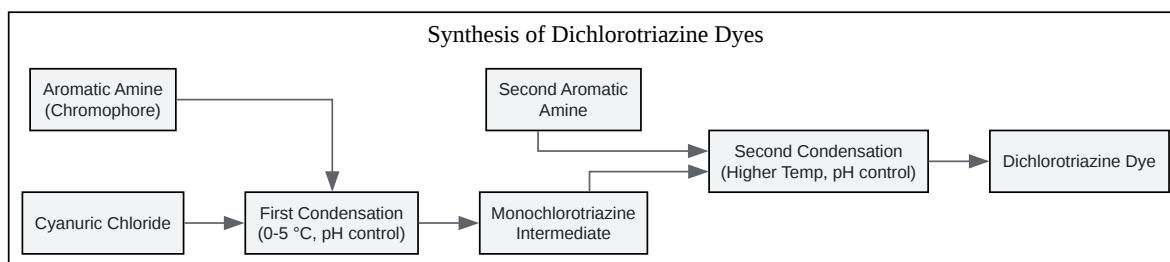 Synthesis of Dichlorotriazine Dyes
Aromatic Amine
(Chromophore)
Second Aromatic
Amine
Second Condensation
(Higher Temp, pH control)
Dichlorotriazine Dye
Cyanuric Chloride
First Condensation
(0-5 °C, pH control)
Monochlorotriazine
Intermediate